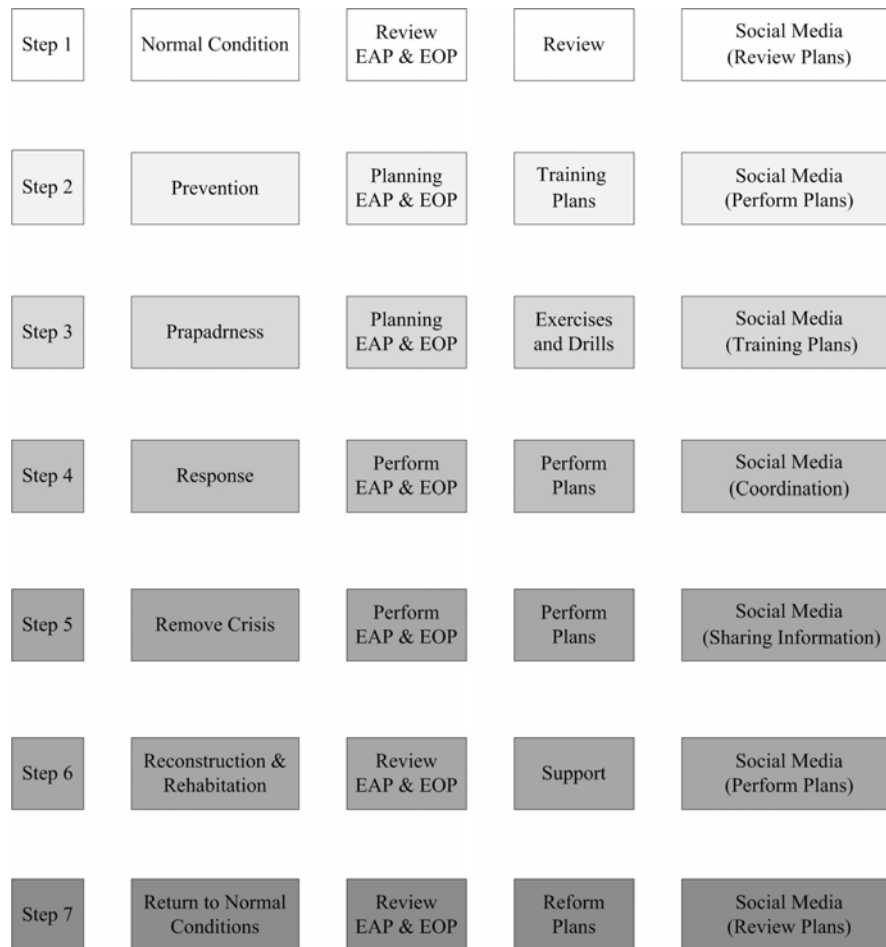 Step 1
Normal Condition
Review
EAP & EOP
Review
Social Media
(Review Plans)
Step 2
Prevention
Planning
EAP & EOP
Training
Plans
Social Media
(Perform Plans)
Step 3
Prapadrness
Planning
EAP & EOP
Exercises
and Drills
Social Media
(Training Plans)
Step 4
Response
Perform
EAP & EOP
Perform
Plans
Social Media
(Coordination)
Step 5
Remove Crisis
Perform
EAP & EOP
Perform
Plans
Social Media
(Sharing Information)
Step 6
Reconstruction &
Rehabitation
Review
EAP & EOP
Support
Social Media
(Perform Plans)
Step 7
Return to Normal
Conditions
Review
EAP & EOP
Reform
Plans
Social Media
(Review Plans)